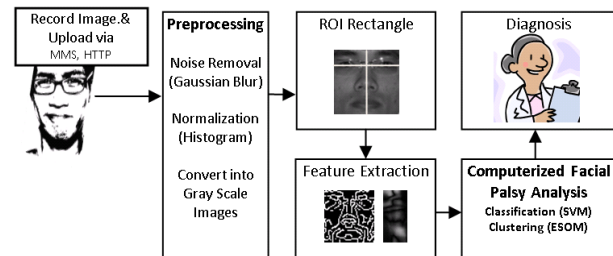 Record Image.&
Upload via
MMS, HTTP
Preprocessing
Noise Removal
(Gaussian Blur)
Normalization
(Histogram)
Convert into
Gray Scale
Images
ROI Rectangle
Feature Extraction
Diagnosis
Computerized Facial
Palsy Analysis
Classification (SVM)
Clustering (ESOM)